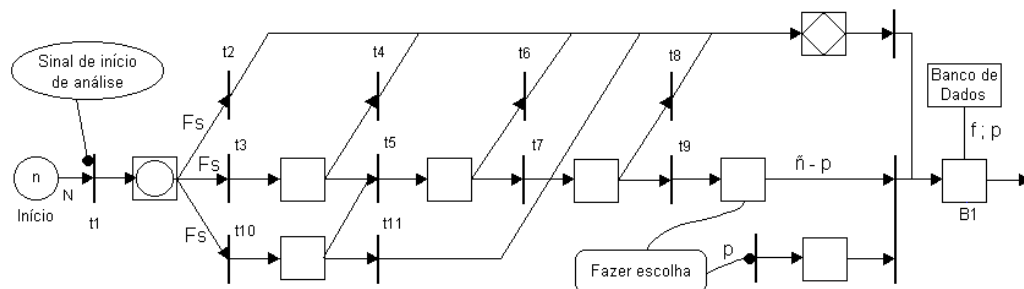 Sinal de início
de análise
t2
t4
t6
t8
Banco de
Dados
Fs
f ; p
n
N
Início
t1
Fs
t3
t5
t7
t9
ñ - p
B1
Fs
t10
t11
Fazer escolha
p